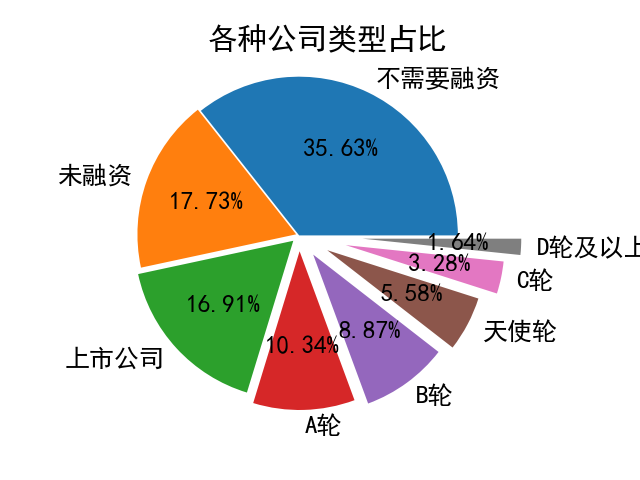 各种公司类型占比
不需要融资
35.63%
未融资
17.73%
上市公司
16.91%
A轮
10.34%
B轮
8.87%
天使轮
5.58%
C轮
3.28%
D轮及以上
1.64%